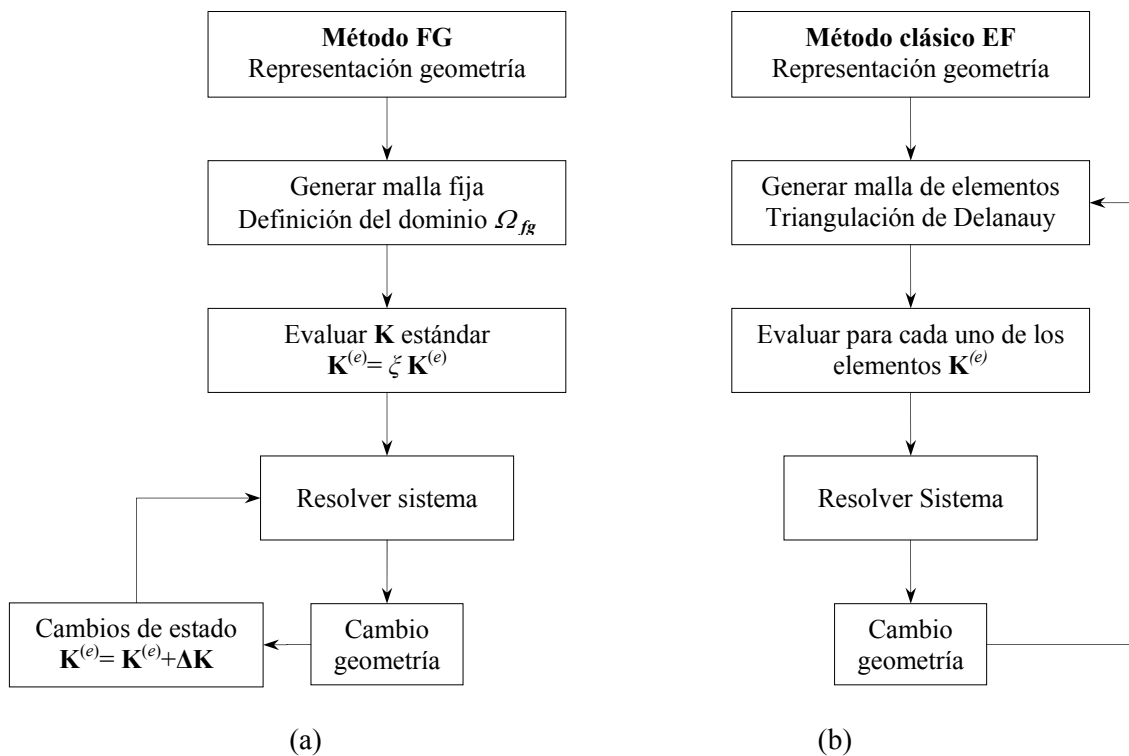 Método FG
Representación geometría
Generar malla fija
Definición del dominio Ω fg
Evaluar K estándar
K(e)= ξ K(e)
Resolver sistema
Cambio
geometría
Cambios de estado
K(e)= K(e)+ΔK
(a)
Método clásico EF
Representación geometría
Generar malla de elementos
Triangulación de Delanauy
Evaluar para cada uno de los
elementos K(e)
Resolver Sistema
Cambio
geometría
(b)